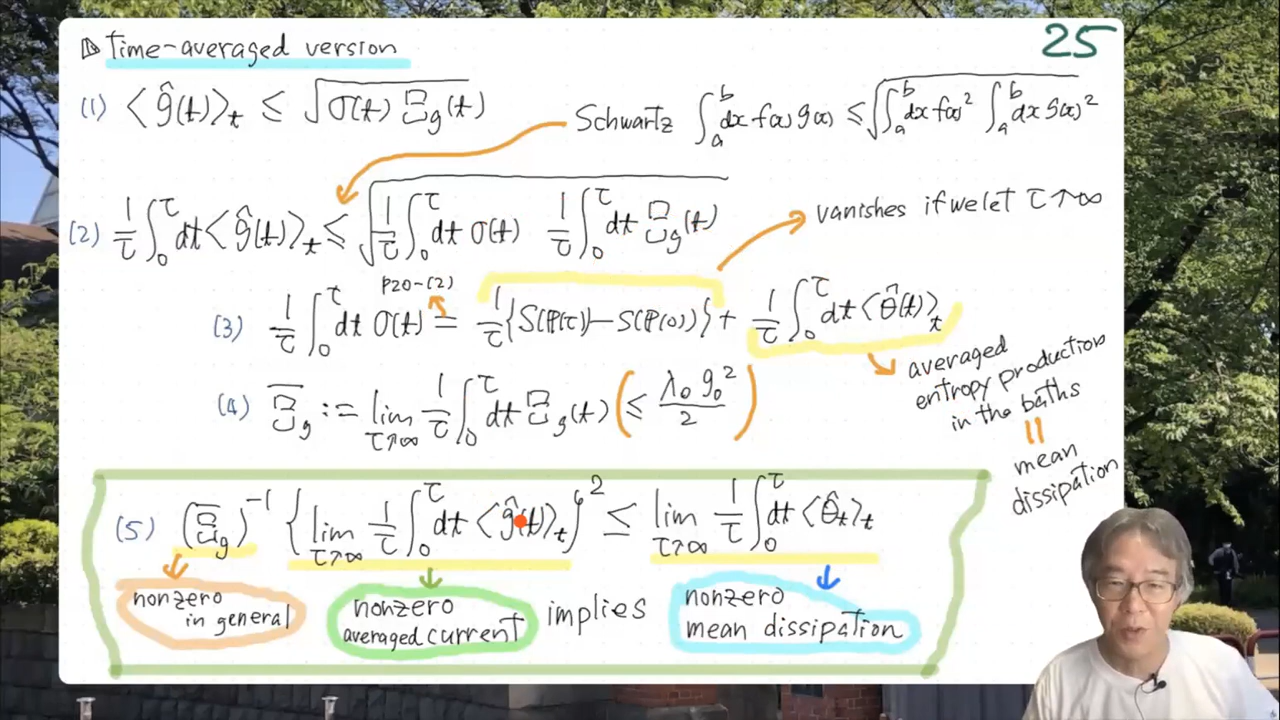 25
▷ Time-averaged version
(1) ⟨ĝ(t)⟩_t ≤ √(σ(t) Ξ_g(t))
Schwartz ∫_a^b dx f(x) g(x) ≤ √(∫_a^b dx f(x)² ∫_a^b dx g(x)²)
(2) 1/τ ∫_0^τ dt ⟨ĝ(t)⟩_t ≤ √(1/τ ∫_0^τ dt σ(t) 1/τ ∫_0^τ dt Ξ_g(t))
vanishes if we let τ↑∞
p20-(2)
(3) 1/τ ∫_0^τ dt σ(t) = 1/τ {S(p(τ)) − S(p(0))} + 1/τ ∫_0^τ dt ⟨θ̂(t)⟩_t
averaged
entropy production
in the baths
||
mean
dissipation
(4) Ξ̄_g := lim_{τ↑∞} 1/τ ∫_0^τ dt Ξ_g(t) (≤ λ₀ g₀² / 2)
(5) (Ξ̄_g)⁻¹ {lim_{τ↑∞} 1/τ ∫_0^τ dt ⟨ĝ(t)⟩_t}² ≤ lim_{τ↑∞} 1/τ ∫_0^τ dt ⟨θ̂_t⟩_t
nonzero
in general
nonzero
averaged current
implies
nonzero
mean dissipation